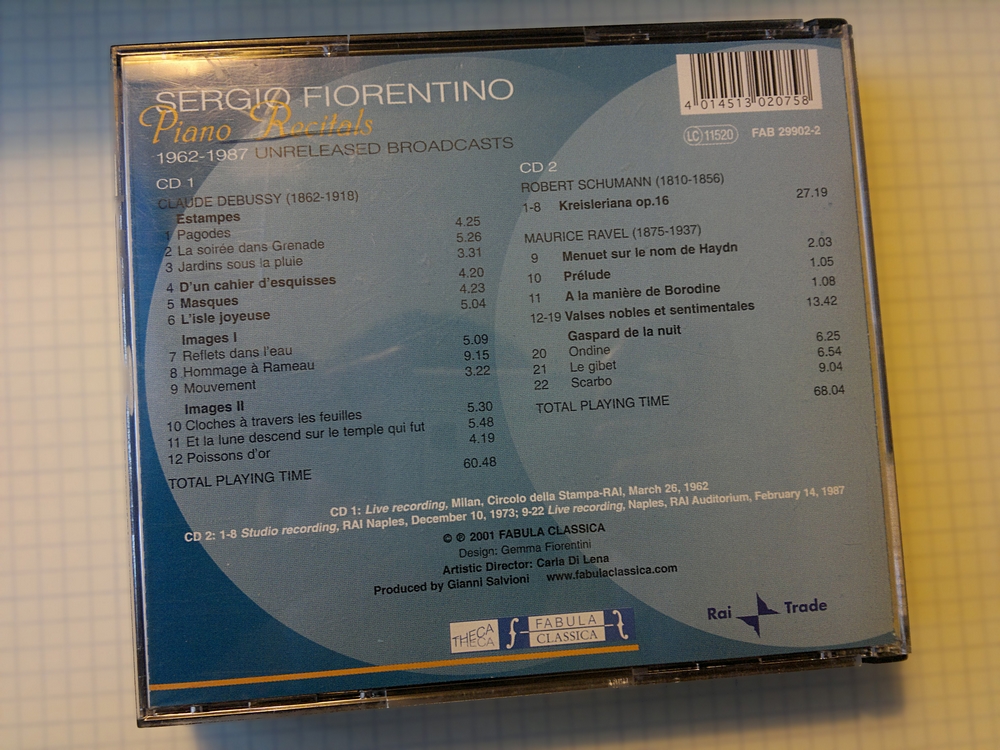 SERGIO FIORENTINO
Piano Recitals
1962-1987 UNRELEASED BROADCASTS
4 014513 020758
LC 11520 FAB 29902-2
CD 1
CLAUDE DEBUSSY (1862-1918)
Estampes
1 Pagodes 4.25
2 La soirée dans Grenade 5.26
3 Jardins sous la pluie 3.31
4 D'un cahier d'esquisses 4.20
5 Masques 4.23
6 L'isle joyeuse 5.04
Images I
7 Reflets dans l'eau 5.09
8 Hommage à Rameau 9.15
9 Mouvement 3.22
Images II
10 Cloches à travers les feuilles 5.30
11 Et la lune descend sur le temple qui fut 5.48
12 Poissons d'or 4.19
TOTAL PLAYING TIME 60.48
CD 2
ROBERT SCHUMANN (1810-1856)
1-8 Kreisleriana op.16 27.19
MAURICE RAVEL (1875-1937)
9 Menuet sur le nom de Haydn 2.03
10 Prélude 1.05
11 A la manière de Borodine 1.08
12-19 Valses nobles et sentimentales 13.42
Gaspard de la nuit
20 Ondine 6.25
21 Le gibet 6.54
22 Scarbo 9.04
TOTAL PLAYING TIME 68.04
CD 1: Live recording, Milan, Circolo della Stampa-RAI, March 26, 1962
CD 2: 1-8 Studio recording, RAI Naples, December 10, 1973; 9-22 Live recording, Naples, RAI Auditorium, February 14, 1987
© ℗ 2001 FABULA CLASSICA
Design: Gemma Fiorentini
Artistic Director: Carla Di Lena
Produced by Gianni Salvioni www.fabulaclassica.com
THECA
THECA
FABULA
CLASSICA
Rai Trade